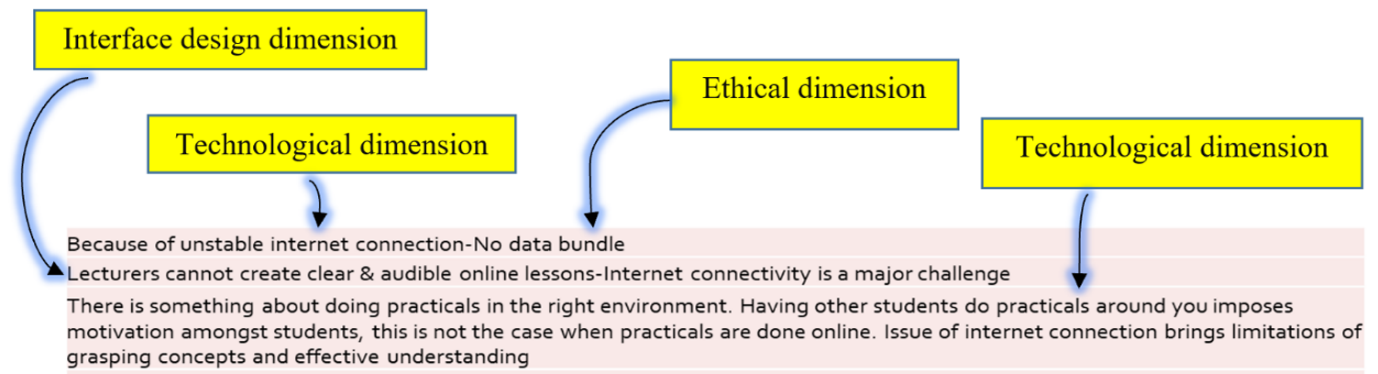 Interface design dimension
Ethical dimension
Technological dimension
Technological dimension
Because of unstable internet connection-No data bundle
Lecturers cannot create clear & audible online lessons-Internet connectivity is a major challenge
There is something about doing practicals in the right environment. Having other students do practicals around you imposes
motivation amongst students, this is not the case when practicals are done online. Issue of internet connection brings limitations of
grasping concepts and effective understanding